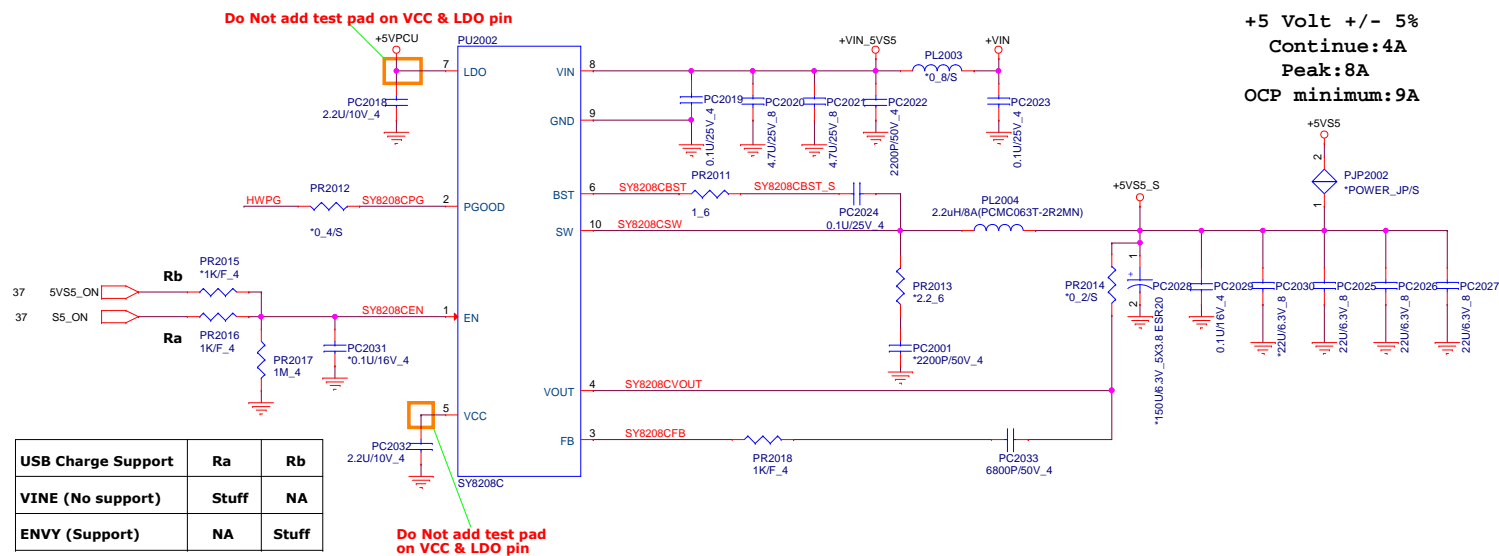 Do Not add test pad on VCC & LDO pin
+5VPCU
PU2002
7
LDO
PC2018
2.2U/10V_4
HWPG
PR2012
*0_4/S
SY8208CPG
2
PGOOD
37
5VS5_ON
Rb
PR2015
*1K/F_4
37
S5_ON
Ra
PR2016
1K/F_4
SY8208CEN
1
EN
PR2017
1M_4
PC2031
*0.1U/16V_4
5
VCC
PC2032
2.2U/10V_4
SY8208C
Do Not add test pad
on VCC & LDO pin
VIN
8
GND
9
BST
6
SW
10
VOUT
4
FB
3
PC2019
0.1U/25V_4
PC2020
4.7U/25V_8
PC2021
4.7U/25V_8
+VIN_5VS5
PC2022
2200P/50V_4
PL2003
*0_8/S
+VIN
PC2023
0.1U/25V_4
SY8208CBST
PR2011
1_6
SY8208CBST_S
PC2024
0.1U/25V_4
SY8208CSW
PL2004
2.2uH/8A(PCMC063T-2R2MN)
PR2013
*2.2_6
PC2001
*2200P/50V_4
SY8208CVOUT
SY8208CFB
PR2018
1K/F_4
PC2033
6800P/50V_4
+5VS5_S
PR2014
*0_2/S
1
+
2
PC2028
*150U/6.3V_5X3.8 ESR20
PC2029
0.1U/16V_4
PC2030
*22U/6.3V_8
PC2025
22U/6.3V_8
PC2026
22U/6.3V_8
PC2027
22U/6.3V_8
+5 Volt +/- 5%
Continue:4A
Peak:8A
OCP minimum:9A
+5VS5
2
PJP2002
*POWER_JP/S
1
USB Charge Support Ra Rb
VINE (No support) Stuff NA
ENVY (Support) NA Stuff